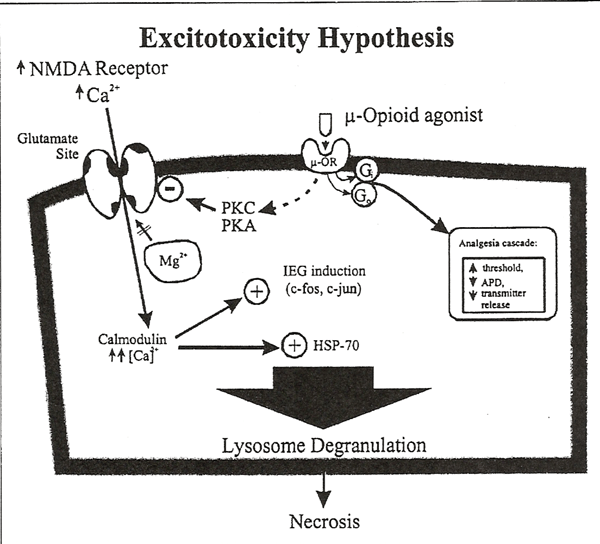 Excitotoxicity Hypothesis
↑ NMDA Receptor
↑ Ca²⁺
Glutamate
Site
μ-Opioid agonist
μ-OR
Gᵢ
Gₒ
−
PKC
PKA
Mg²⁺
Analgesia cascade:
↑ threshold,
↓ APD,
↓ transmitter
release
IEG induction
(c-fos, c-jun)
+
Calmodulin
↑↑ [Ca]⁺
+ HSP-70
Lysosome Degranulation
Necrosis